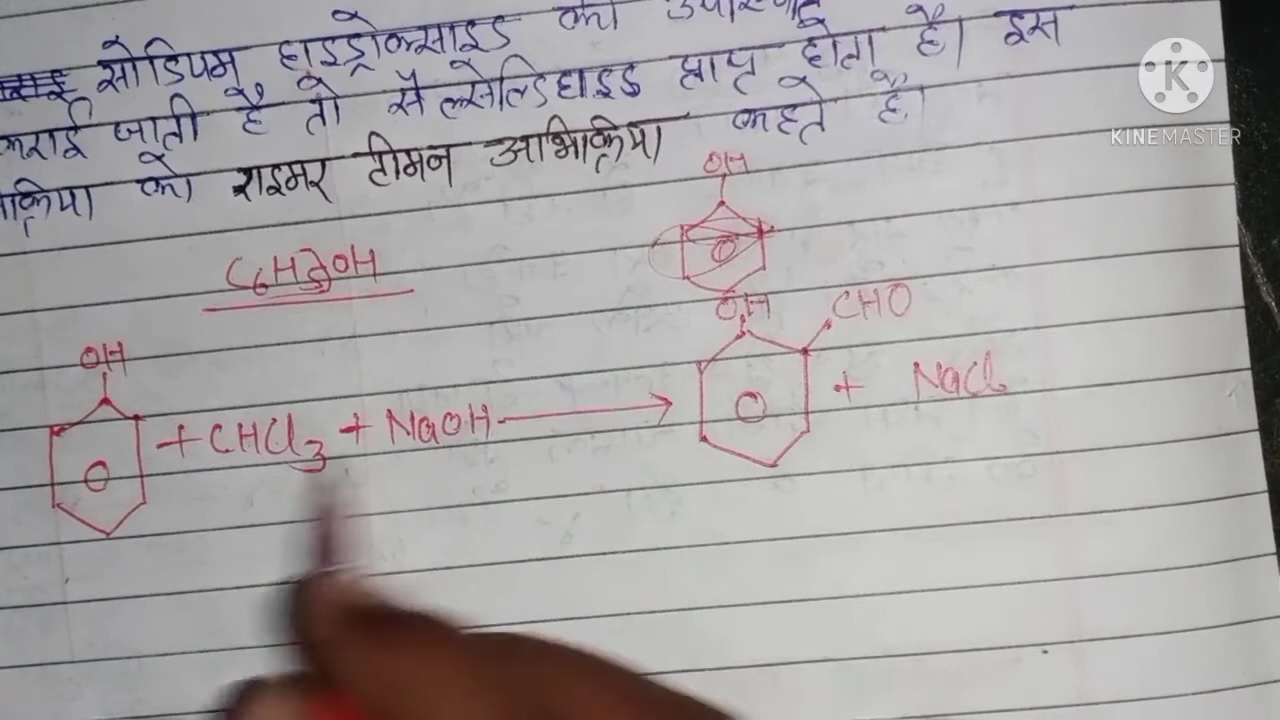 सोडियम हाइड्रोक्साइड की
कराई जाती है तो सैल्सेल्डिहाइड प्राप्त होता है। इस
को राइमर टीमन अभिक्रिया कहते है।
OH
C6H5OH
OH CHO
OH
+ CHCl3 + NaOH → + NaCl
K
KINEMASTER